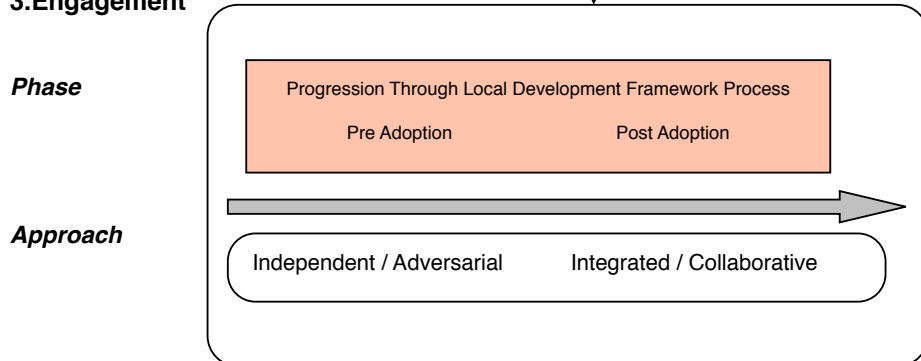 3.Engagement
Phase
Progression Through Local Development Framework Process
Pre Adoption Post Adoption
Approach
Independent / Adversarial Integrated / Collaborative